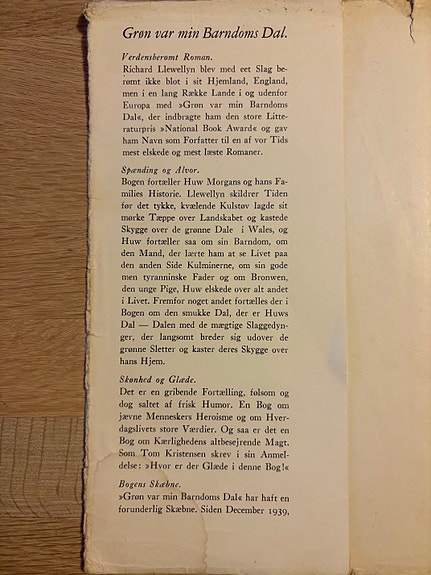 Grøn var min Barndoms Dal.
Verdensberømt Roman.
Richard Llewellyn blev med eet Slag be-
rømt ikke blot i sit Hjemland, England,
men i en lang Række Lande i og udenfor
Europa med »Grøn var min Barndoms
Dal«, der indbragte ham den store Litte-
raturpris »National Book Award« og gav
ham Navn som Forfatter til en af vor Tids
mest elskede og mest læste Romaner.
Spænding og Alvor.
Bogen fortæller Huw Morgans og hans Fa-
milies Historie. Llewellyn skildrer Tiden
før det tykke, kvælende Kulstøv lagde sit
mørke Tæppe over Landskabet og kastede
Skygge over de grønne Dale i Wales, og
Huw fortæller saa om sin Barndom, om
den Mand, der lærte ham at se Livet paa
den anden Side Kulminerne, om sin gode
men tyranninske Fader og om Bronwen,
den unge Pige, Huw elskede over alt andet
i Livet. Fremfor noget andet fortælles der i
Bogen om den smukke Dal, der er Huws
Dal — Dalen med de mægtige Slaggedyn-
ger, der langsomt breder sig udover de
grønne Sletter og kaster deres Skygge over
hans Hjem.
Skønhed og Glæde.
Det er en gribende Fortælling, følsom og
dog saltet af frisk Humor. En Bog om
jævne Menneskers Heroisme og om Hver-
dagslivets store Værdier. Og saa er det en
Bog om Kærlighedens altbesejrende Magt.
Som Tom Kristensen skrev i sin Anmel-
delse: »Hvor er der Glæde i denne Bog!«
Bogens Skæbne.
»Grøn var min Barndoms Dal« har haft en
forunderlig Skæbne. Siden December 1939,